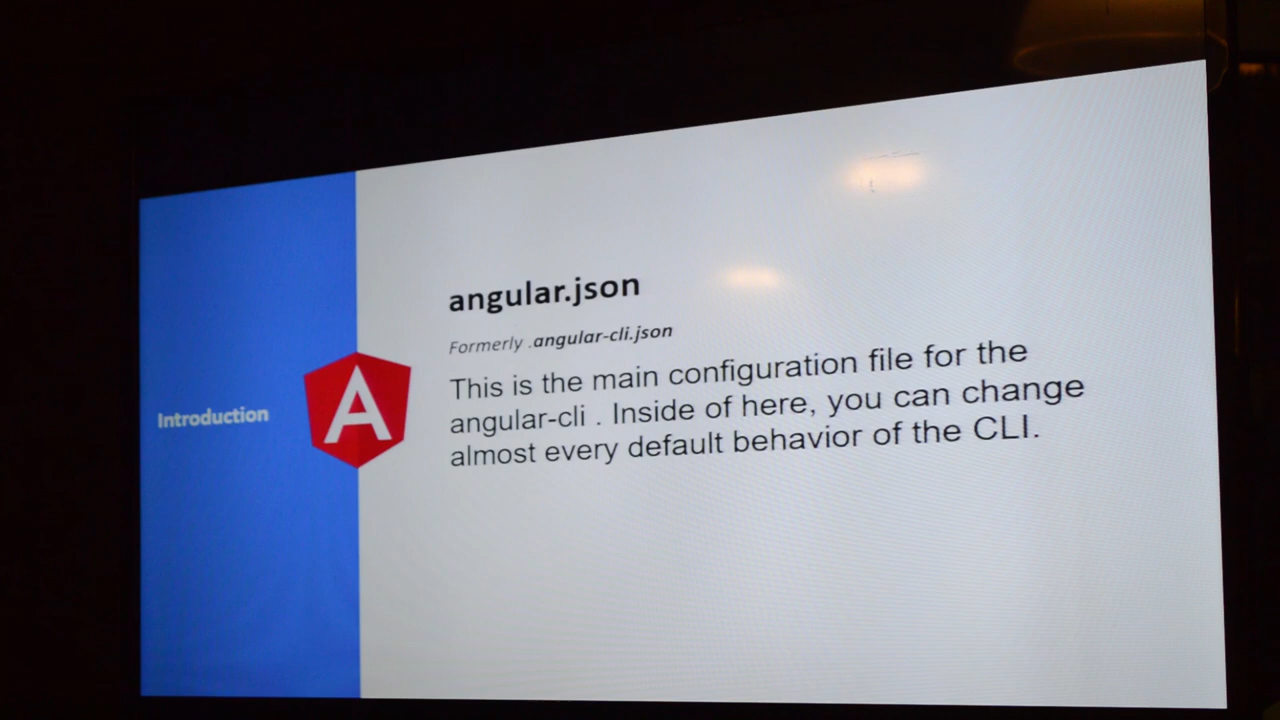 Introduction
A
angular.json
Formerly .angular-cli.json
This is the main configuration file for the
angular-cli . Inside of here, you can change
almost every default behavior of the CLI.